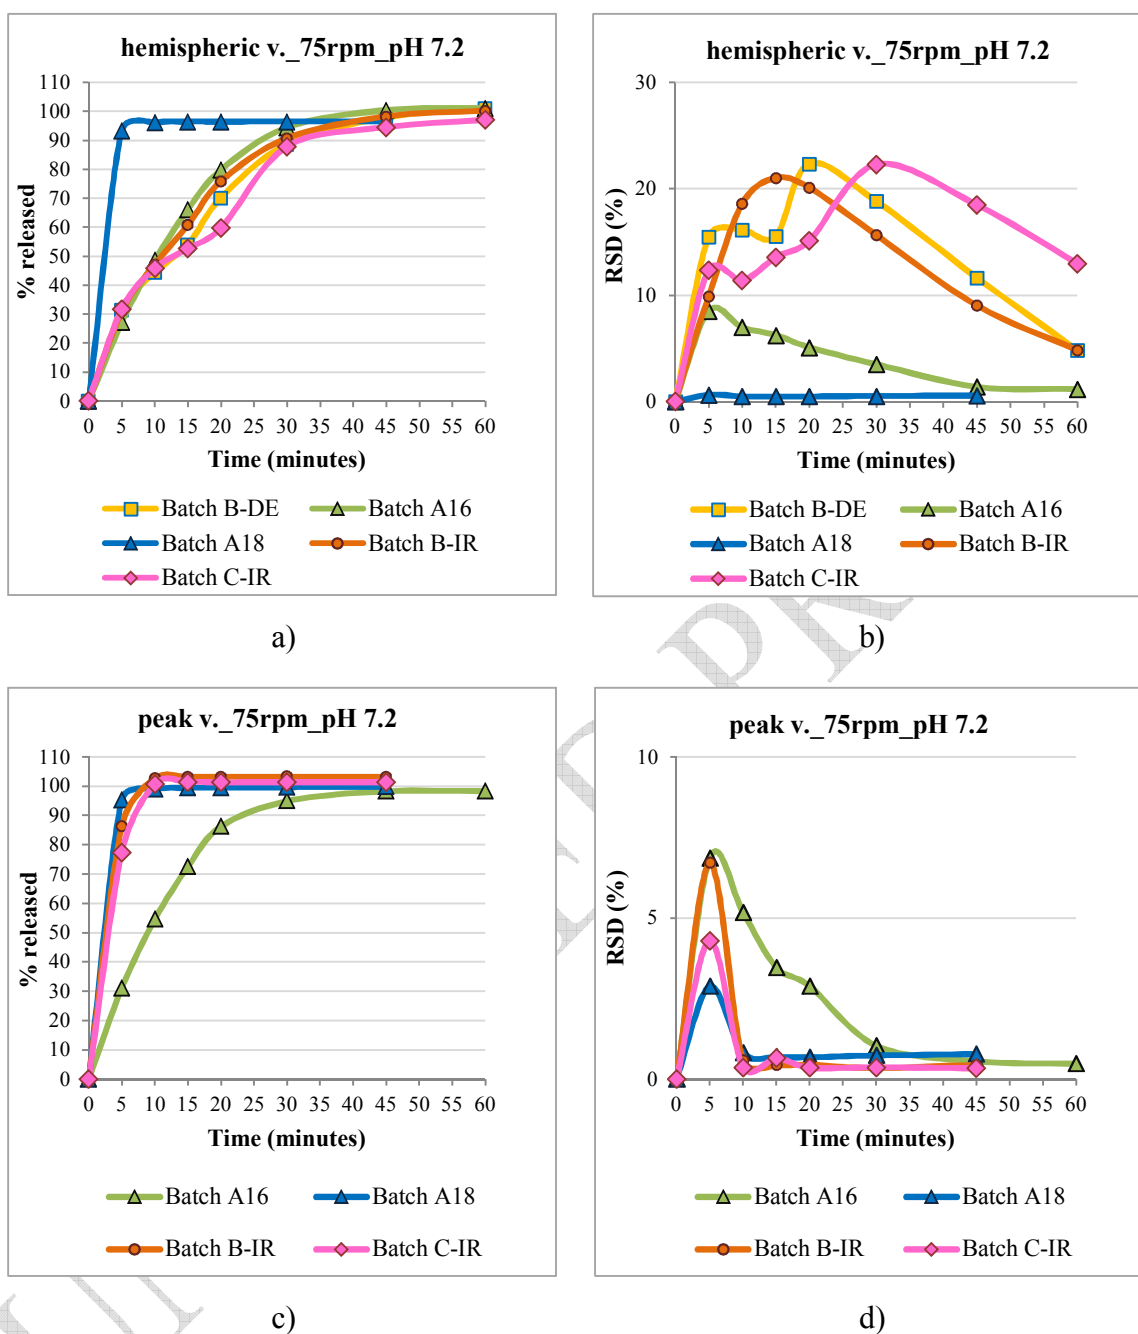 hemispheric v._75rpm_pH 7.2
% released
110
100
90
80
70
60
50
40
30
20
10
0
0 5 10 15 20 25 30 35 40 45 50 55 60
Time (minutes)
Batch B-DE Batch A16
Batch A18 Batch B-IR
Batch C-IR
a)
hemispheric v._75rpm_pH 7.2
RSD (%)
30
20
10
0
0 5 10 15 20 25 30 35 40 45 50 55 60
Time (minutes)
Batch B-DE Batch A16
Batch A18 Batch B-IR
Batch C-IR
b)
peak v._75rpm_pH 7.2
% released
110
100
90
80
70
60
50
40
30
20
10
0
0 5 10 15 20 25 30 35 40 45 50 55 60
Time (minutes)
Batch A16 Batch A18
Batch B-IR Batch C-IR
c)
peak v._75rpm_pH 7.2
RSD (%)
10
5
0
0 5 10 15 20 25 30 35 40 45 50 55 60
Time (minutes)
Batch A16 Batch A18
Batch B-IR Batch C-IR
d)